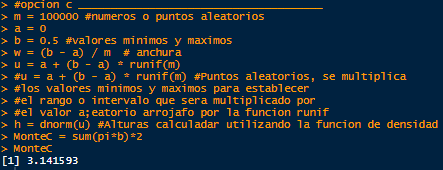 > #opcion c ___________________________________
> m = 100000 #numeros o puntos aleatorios
> a = 0
> b = 0.5 #valores minimos y maximos
> w = (b - a) / m  # anchura
> u = a + (b - a) * runif(m)
> #u = a + (b - a) * runif(m) #Puntos aleatorios, se multiplica
> #los valores minimos y maximos para establecer
> #el rango o intervalo que sera multiplicado por
> #el valor a;eatorio arrojafo por la funcion runif
> h = dnorm(u) #Alturas calculadar utilizando la funcion de densidad
> MonteC = sum(pi*b)*2
> MonteC
[1] 3.141593